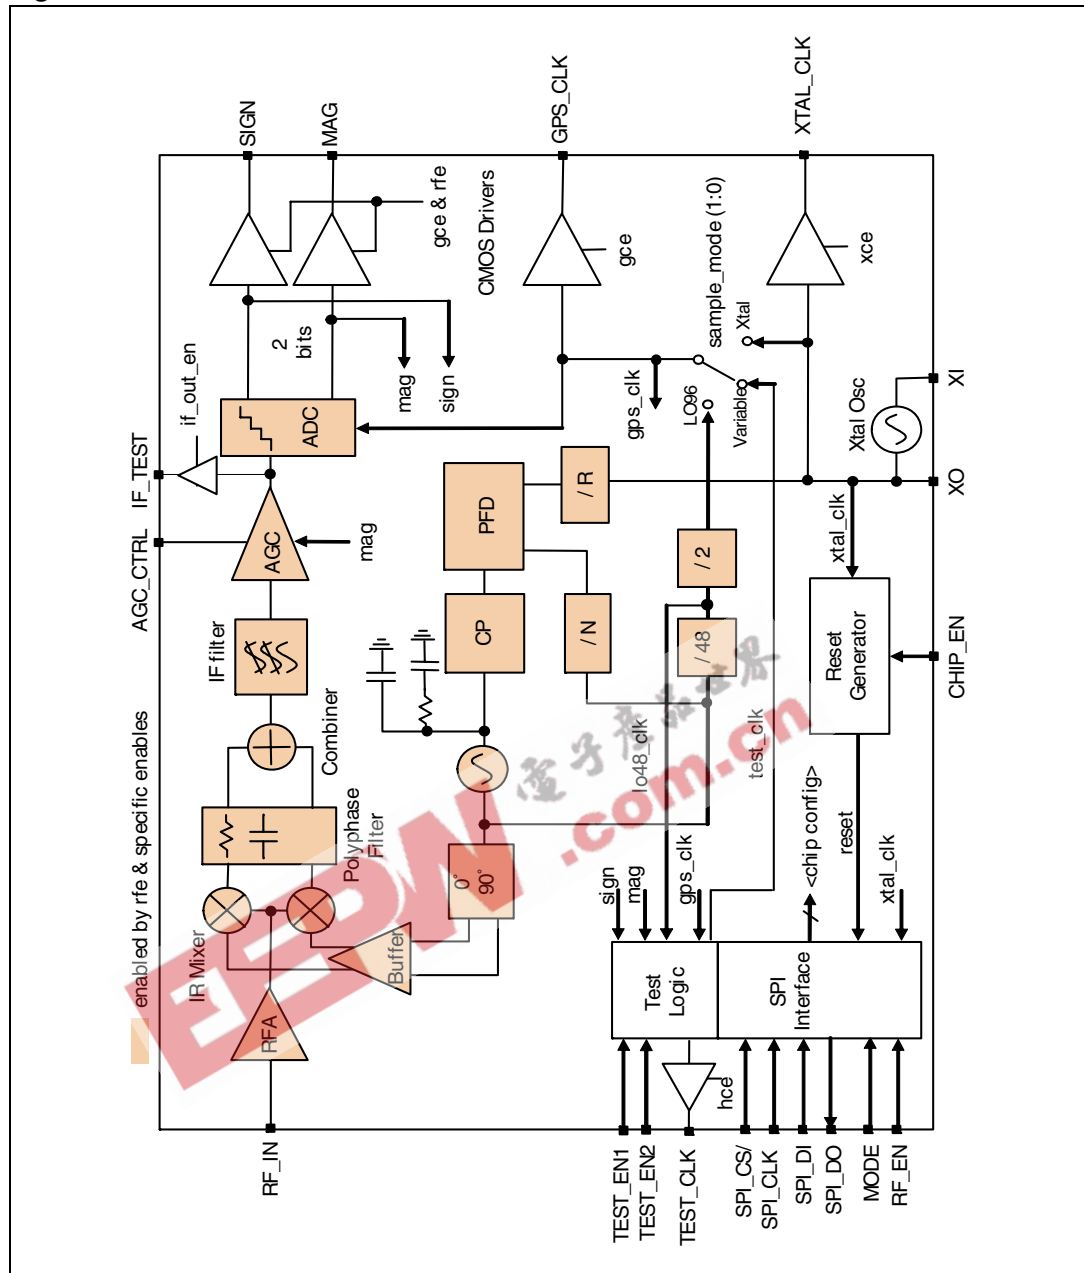 SIGN
MAG
GPS_CLK
XTAL_CLK
gce & rfe
CMOS Drivers
gce
sample_mode (1:0)
xce
2
bits
mag
sign
gps_clk
Xtal
LO96
Variable
if_out_en
IF_TEST
AGC_CTRL
ADC
AGC
mag
IF filter
Combiner
PFD
/ R
CP
/ N
/ 2
/ 48
Xtal Osc
XI
XO
xtal_clk
Reset
Generator
CHIP_EN
enabled by rfe & specific enables
IR Mixer
Polyphase
Filter
RFA
Buffer
0°
90°
lo48_clk
test_clk
sign
mag
gps_clk
<chip config>
reset
xtal_clk
Test
Logic
SPI
Interface
hce
RF_IN
TEST_EN1
TEST_EN2
TEST_CLK
SPI_CS/
SPI_CLK
SPI_DI
SPI_DO
MODE
RF_EN
EEPW
電子產品世界
.com.cn